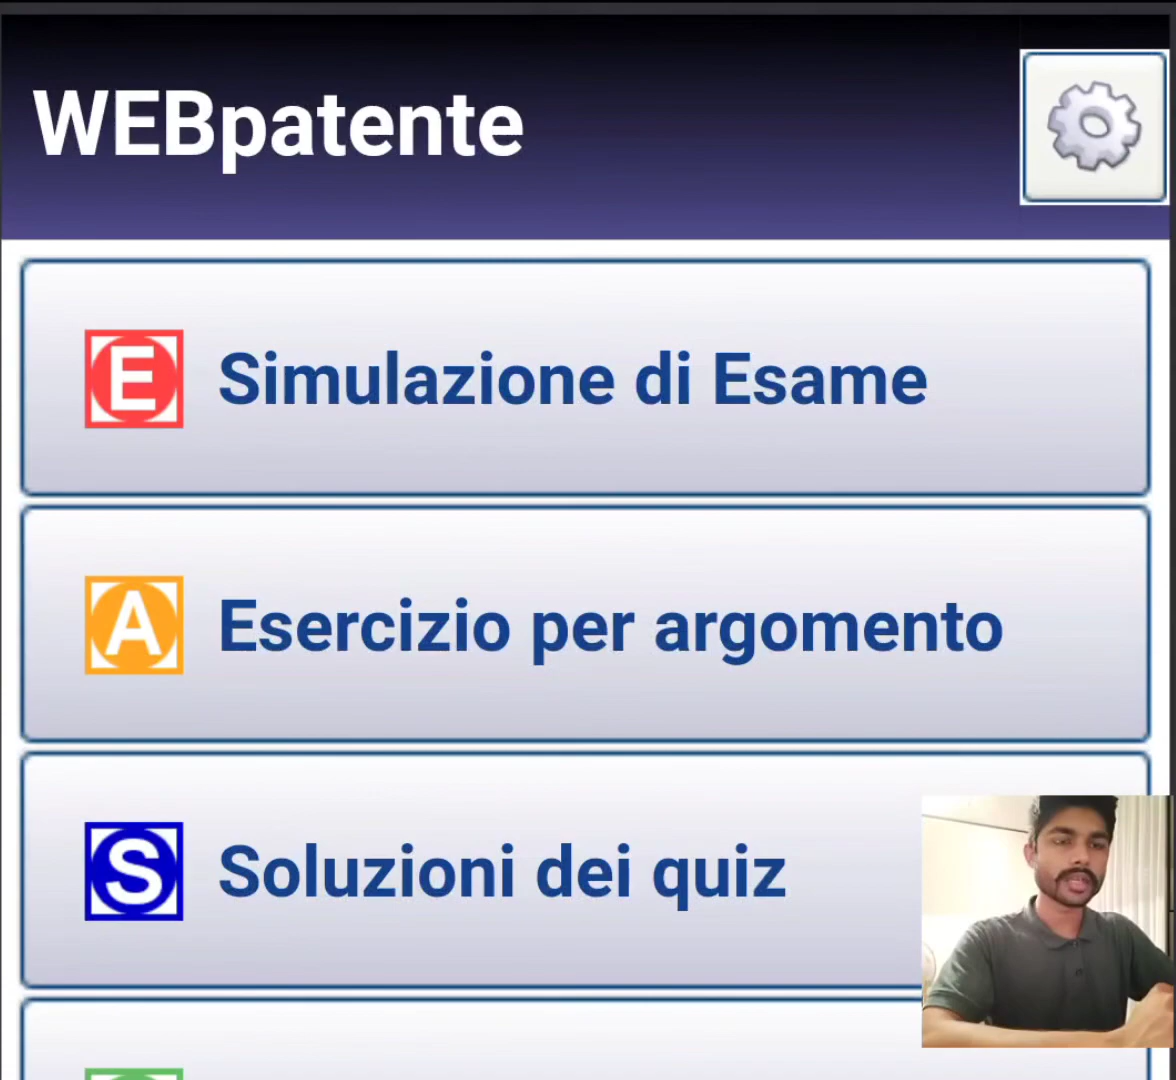 WEBpatente
E Simulazione di Esame
A Esercizio per argomento
S Soluzioni dei quiz